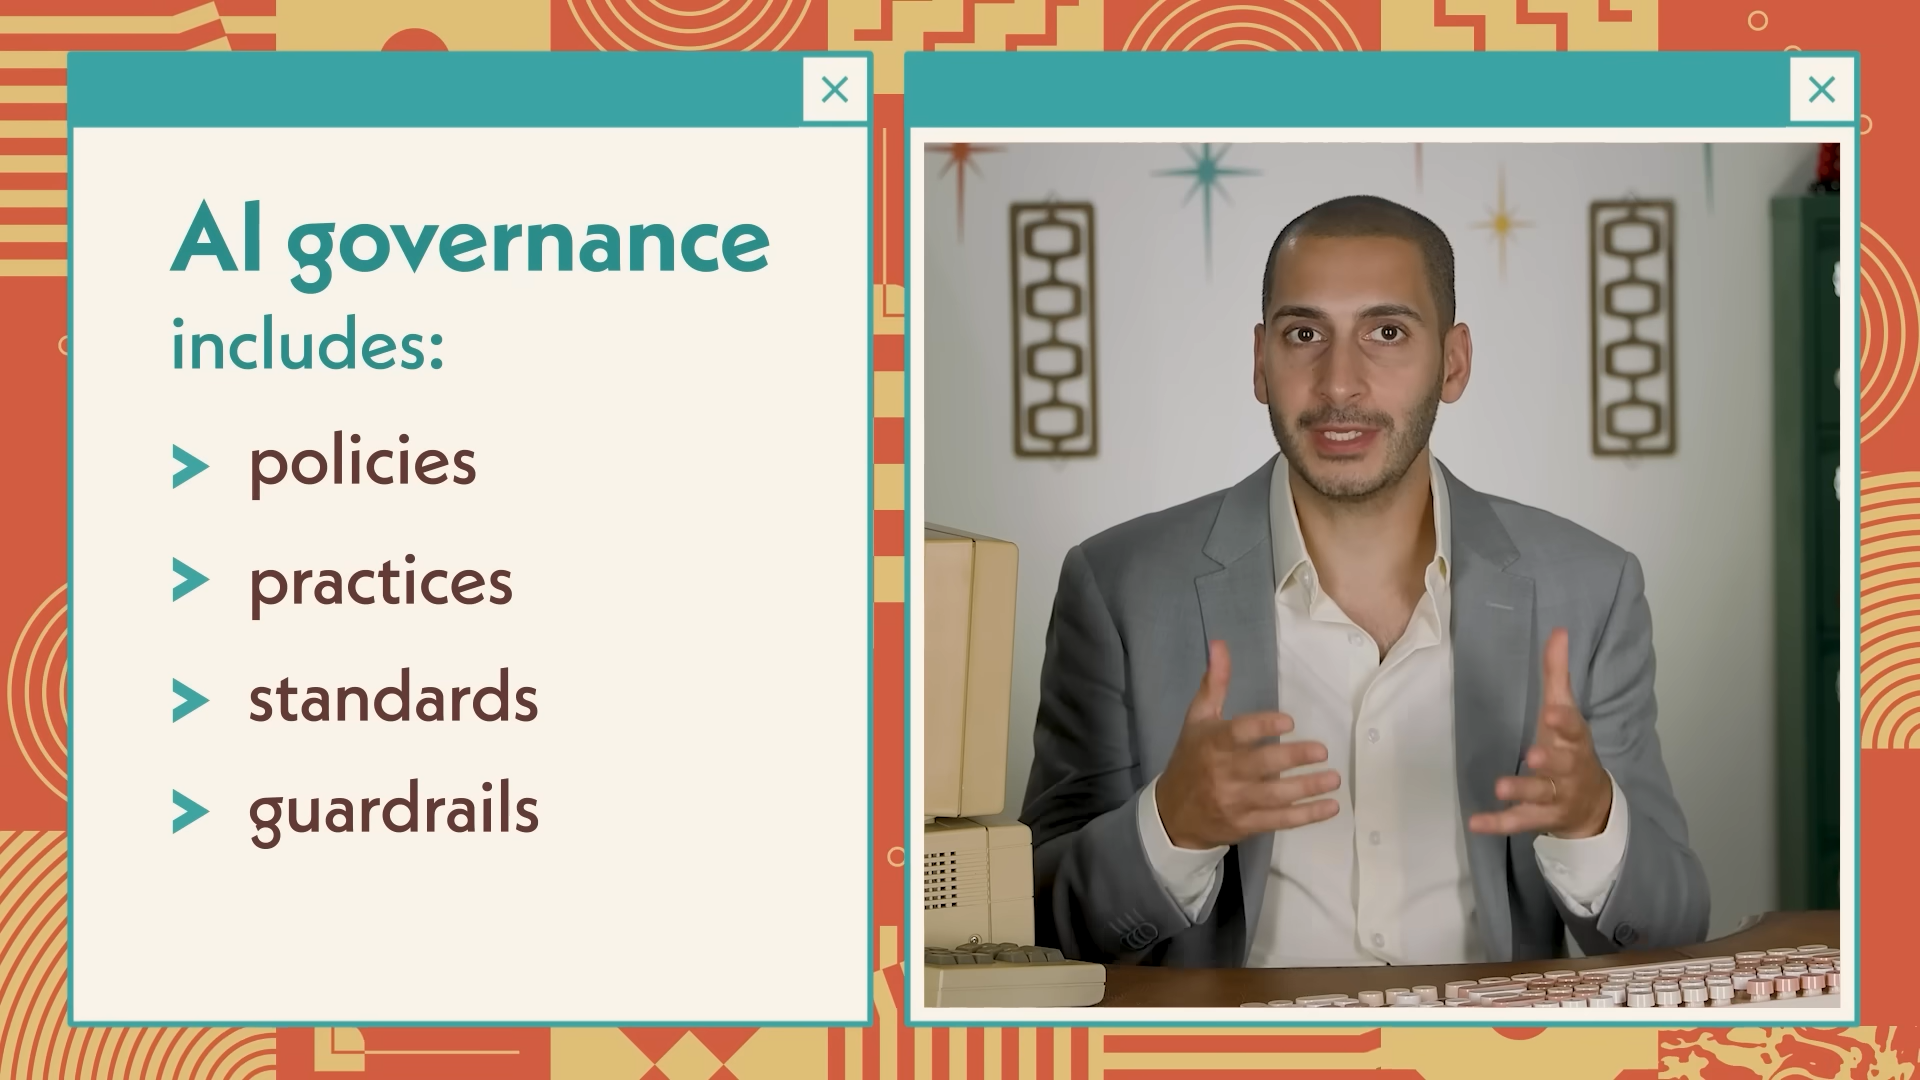 AI governance
includes:
> policies
> practices
> standards
> guardrails